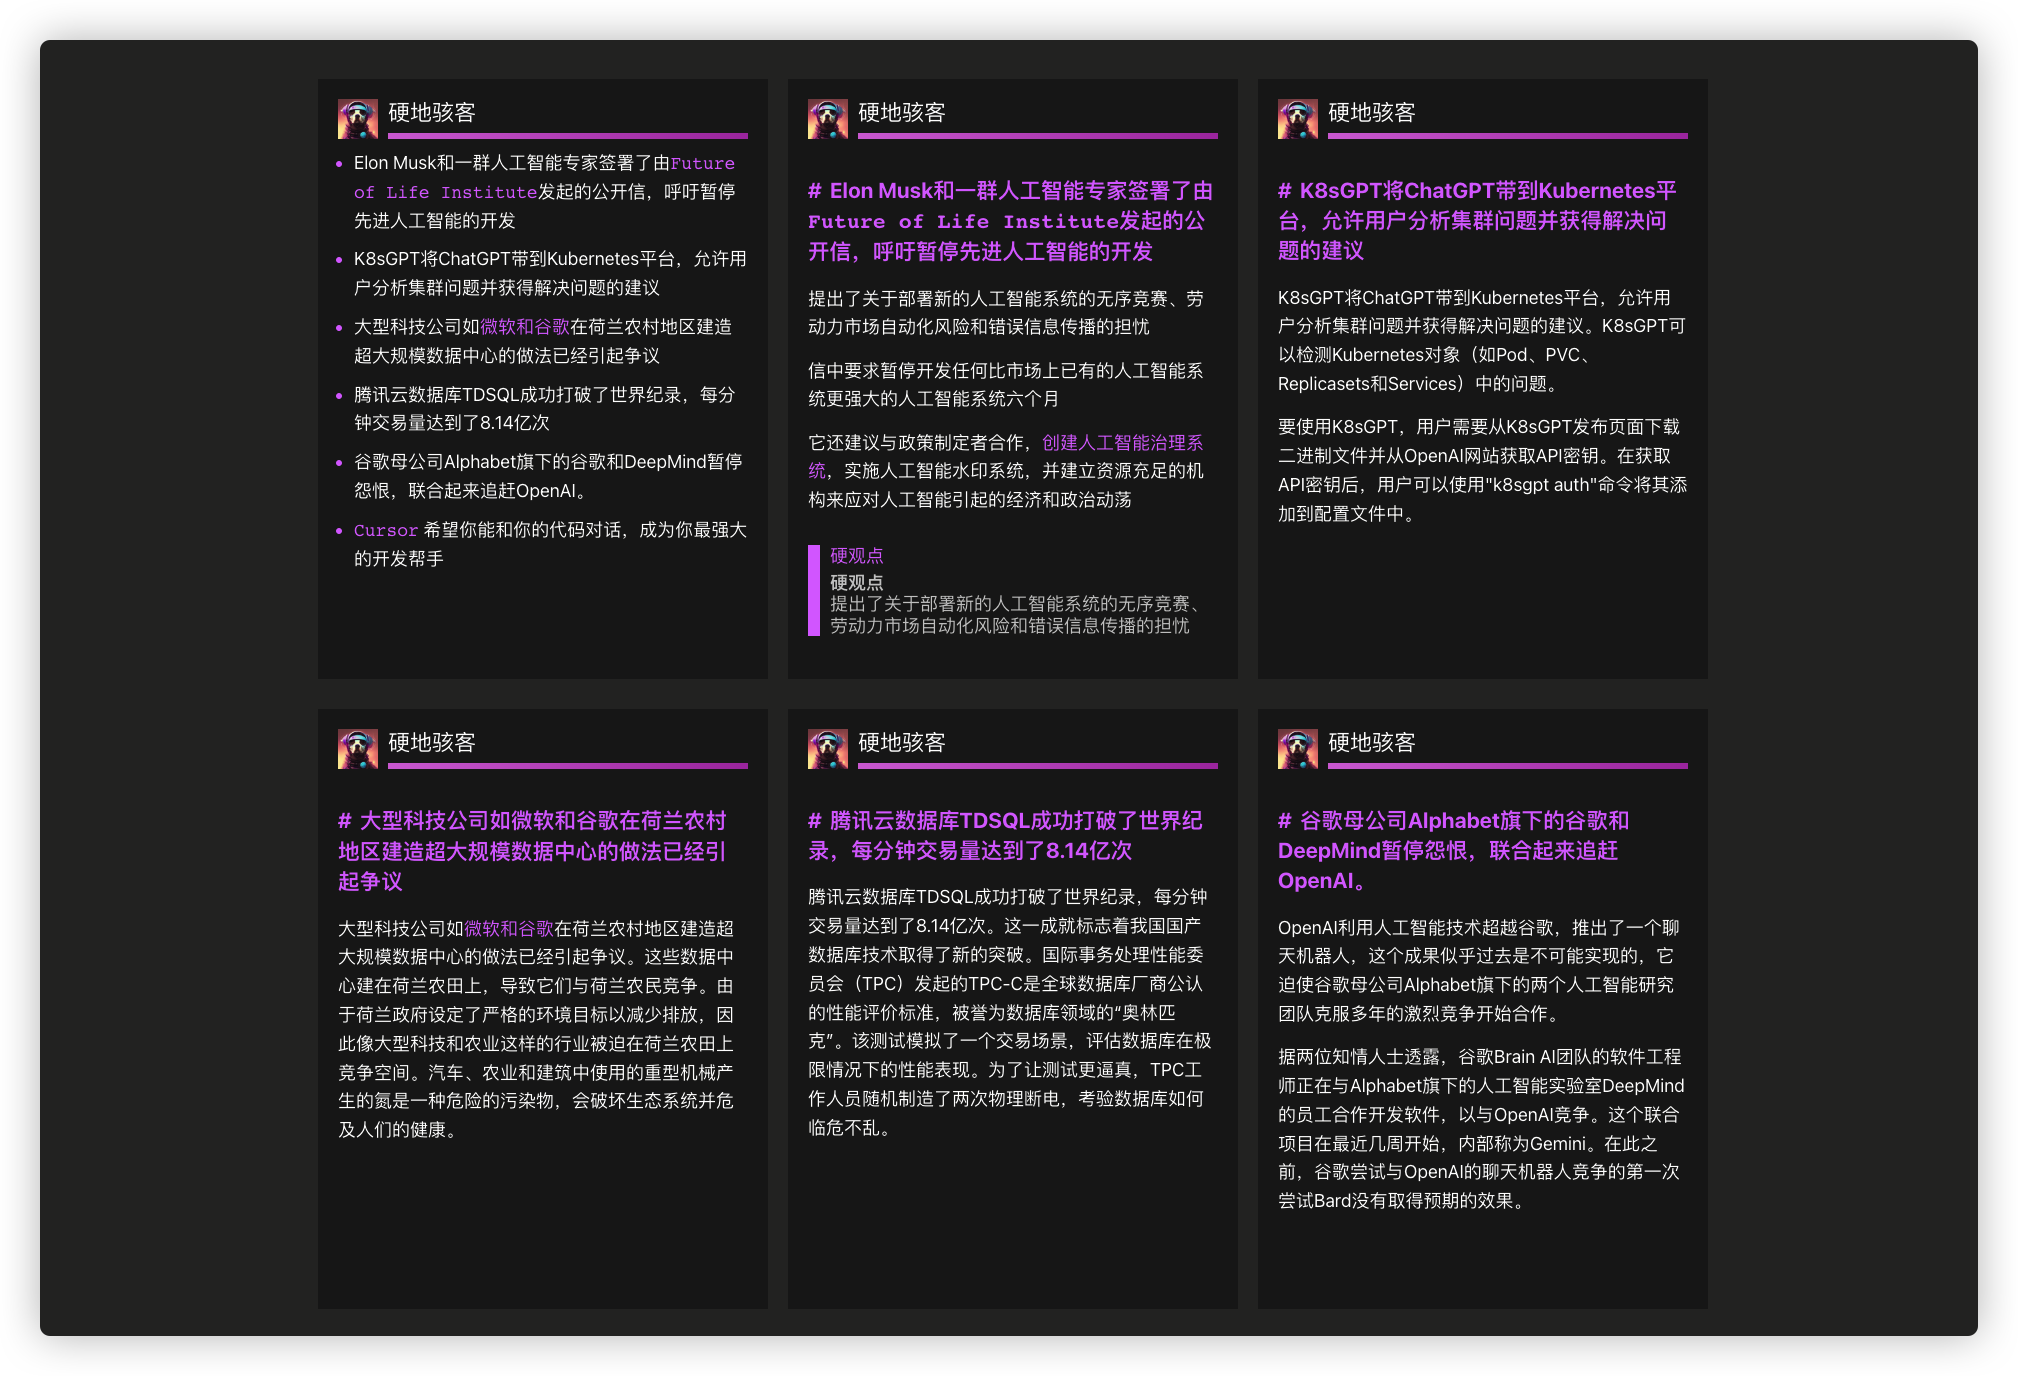 硬地骇客
• Elon Musk和一群人工智能专家签署了由Future
of Life Institute发起的公开信，呼吁暂停
先进人工智能的开发
• K8sGPT将ChatGPT带到Kubernetes平台，允许用
户分析集群问题并获得解决问题的建议
• 大型科技公司如微软和谷歌在荷兰农村地区建造
超大规模数据中心的做法已经引起争议
• 腾讯云数据库TDSQL成功打破了世界纪录，每分
钟交易量达到了8.14亿次
• 谷歌母公司Alphabet旗下的谷歌和DeepMind暂停
怨恨，联合起来追赶OpenAI。
• Cursor 希望你能和你的代码对话，成为你最强大
的开发帮手
硬地骇客
# Elon Musk和一群人工智能专家签署了由
Future of Life Institute发起的公
开信，呼吁暂停先进人工智能的开发
提出了关于部署新的人工智能系统的无序竞赛、劳
动力市场自动化风险和错误信息传播的担忧
信中要求暂停开发任何比市场上已有的人工智能系
统更强大的人工智能系统六个月
它还建议与政策制定者合作，创建人工智能治理系
统，实施人工智能水印系统，并建立资源充足的机
构来应对人工智能引起的经济和政治动荡
硬观点
硬观点
提出了关于部署新的人工智能系统的无序竞赛、
劳动力市场自动化风险和错误信息传播的担忧
硬地骇客
# K8sGPT将ChatGPT带到Kubernetes平
台，允许用户分析集群问题并获得解决问
题的建议
K8sGPT将ChatGPT带到Kubernetes平台，允许用
户分析集群问题并获得解决问题的建议。K8sGPT可
以检测Kubernetes对象（如Pod、PVC、
Replicasets和Services）中的问题。
要使用K8sGPT，用户需要从K8sGPT发布页面下载
二进制文件并从OpenAI网站获取API密钥。在获取
API密钥后，用户可以使用"k8sgpt auth"命令将其添
加到配置文件中。
硬地骇客
# 大型科技公司如微软和谷歌在荷兰农村
地区建造超大规模数据中心的做法已经引
起争议
大型科技公司如微软和谷歌在荷兰农村地区建造超
大规模数据中心的做法已经引起争议。这些数据中
心建在荷兰农田上，导致它们与荷兰农民竞争。由
于荷兰政府设定了严格的环境目标以减少排放，因
此像大型科技和农业这样的行业被迫在荷兰农田上
竞争空间。汽车、农业和建筑中使用的重型机械产
生的氮是一种危险的污染物，会破坏生态系统并危
及人们的健康。
硬地骇客
# 腾讯云数据库TDSQL成功打破了世界纪
录，每分钟交易量达到了8.14亿次
腾讯云数据库TDSQL成功打破了世界纪录，每分钟
交易量达到了8.14亿次。这一成就标志着我国国产
数据库技术取得了新的突破。国际事务处理性能委
员会（TPC）发起的TPC-C是全球数据库厂商公认
的性能评价标准，被誉为数据库领域的“奥林匹
克”。该测试模拟了一个交易场景，评估数据库在极
限情况下的性能表现。为了让测试更逼真，TPC工
作人员随机制造了两次物理断电，考验数据库如何
临危不乱。
硬地骇客
# 谷歌母公司Alphabet旗下的谷歌和
DeepMind暂停怨恨，联合起来追赶
OpenAI。
OpenAI利用人工智能技术超越谷歌，推出了一个聊
天机器人，这个成果似乎过去是不可能实现的，它
迫使谷歌母公司Alphabet旗下的两个人工智能研究
团队克服多年的激烈竞争开始合作。
据两位知情人士透露，谷歌Brain AI团队的软件工程
师正在与Alphabet旗下的人工智能实验室DeepMind
的员工合作开发软件，以与OpenAI竞争。这个联合
项目在最近几周开始，内部称为Gemini。在此之
前，谷歌尝试与OpenAI的聊天机器人竞争的第一次
尝试Bard没有取得预期的效果。